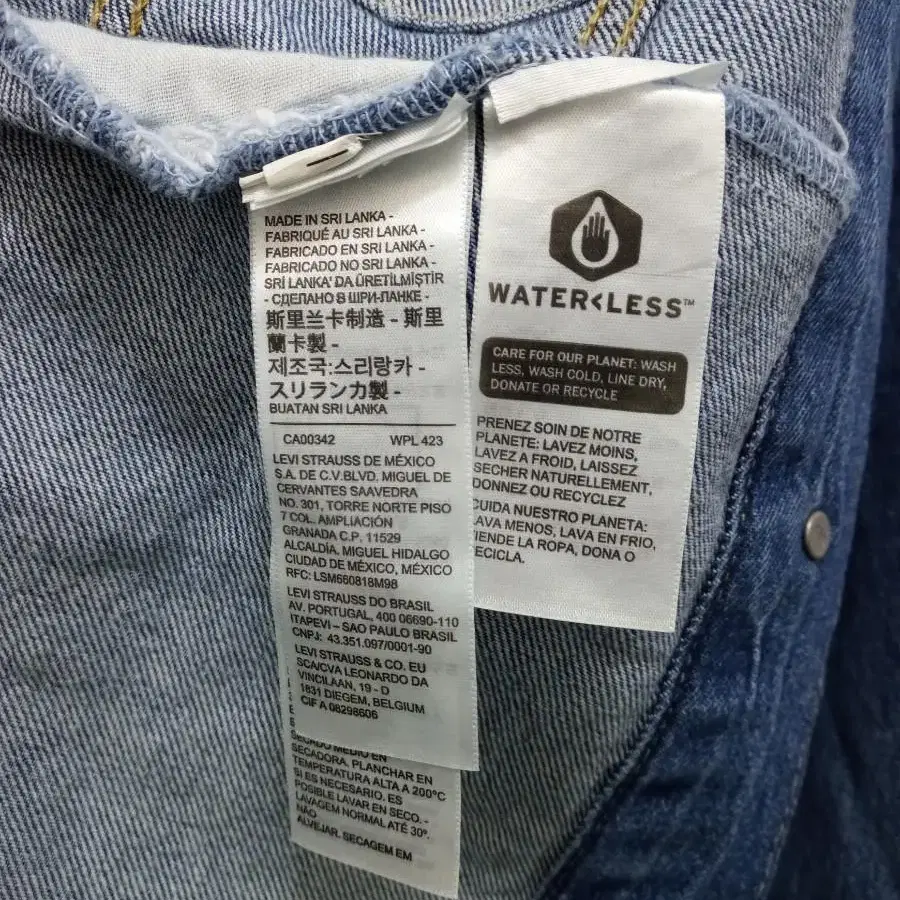 MADE IN SRI LANKA -
FABRIQUÉ AU SRI LANKA -
FABRICADO EN SRI LANKA -
FABRICADO NO SRI LANKA -
SRİ LANKA' DA ÜRETİLMİŞTİR
- СДЕЛАНО В ШРИ-ЛАНКЕ -
斯里兰卡制造 - 斯里
蘭卡製 -
제조국:스리랑카 -
スリランカ製 -
BUATAN SRI LANKA
CA00342 WPL 423
LEVI STRAUSS DE MÉXICO
S.A. DE C.V.BLVD. MIGUEL DE
CERVANTES SAAVEDRA
NO. 301, TORRE NORTE PISO
7 COL. AMPLIACIÓN
GRANADA C.P. 11529
ALCALDÍA. MIGUEL HIDALGO
CIUDAD DE MÉXICO, MÉXICO
RFC: LSM660818M98
LEVI STRAUSS DO BRASIL
AV. PORTUGAL, 400 06690-110
ITAPEVI – SAO PAULO BRASIL
CNPJ: 43.351.097/0001-90
LEVI STRAUSS & CO. EU
SCA/CVA LEONARDO DA
VINCILAAN, 19 - D
1831 DIEGEM, BELGIUM
CIF A 08298606
SECADO MEDIO EN
SECADORA. PLANCHAR EN
TEMPERATURA ALTA A 200°C
SI ES NECESARIO. ES
POSIBLE LAVAR EN SECO. -
LAVAGEM NORMAL ATÉ 30º.
NÃO
ALVEJAR. SECAGEM EM
WATER<LESS™
CARE FOR OUR PLANET: WASH
LESS, WASH COLD, LINE DRY,
DONATE OR RECYCLE
PRENEZ SOIN DE NOTRE
PLANETE: LAVEZ MOINS,
LAVEZ A FROID, LAISSEZ
SECHER NATURELLEMENT,
DONNEZ OU RECYCLEZ
CUIDA NUESTRO PLANETA:
LAVA MENOS, LAVA EN FRIO,
TIENDE LA ROPA, DONA O
RECICLA.